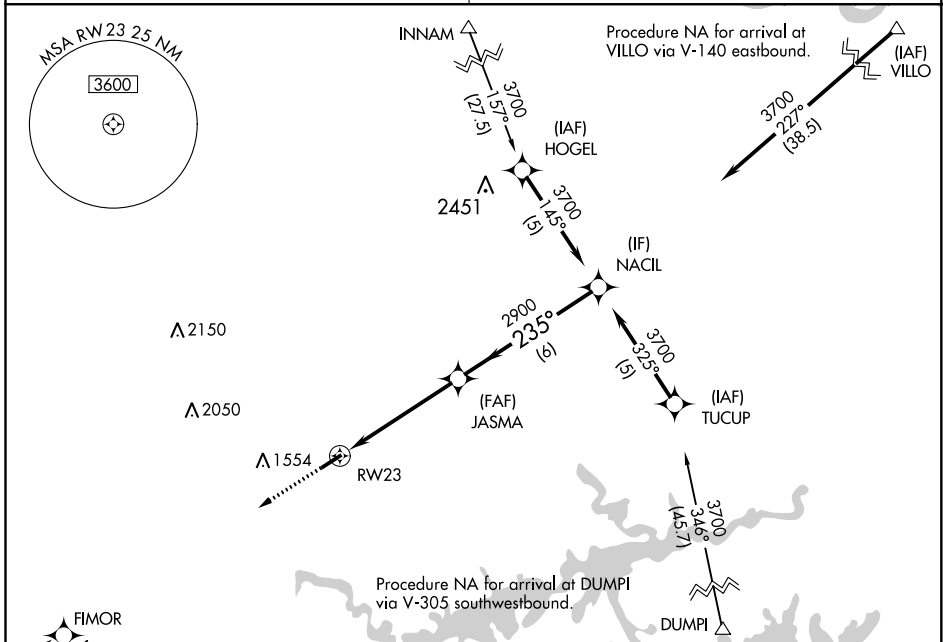 MSA RW 23 25 NM
3600
INNAM
3700
157°
(27.5)
Procedure NA for arrival at
VILLO via V-140 eastbound.
(IAF)
VILLO
3700
227°
(38.5)
(IAF)
HOGEL
2451
3700
145°
(5)
(IF)
NACIL
2900
235°
(6)
2150
3700
325°
(5)
(FAF)
JASMA
(IAF)
TUCUP
2050
1554
RW23
3700
346°
(45.7)
Procedure NA for arrival at DUMPI
via V-305 southwestbound.
FIMOR
DUMPI